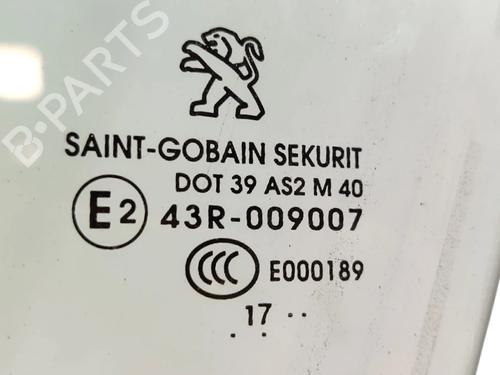 B-PARTS
SAINT-GOBAIN SEKURIT
DOT 39 AS2 M 40
E2 43R-009007
CCC E000189
17 ..
. ..